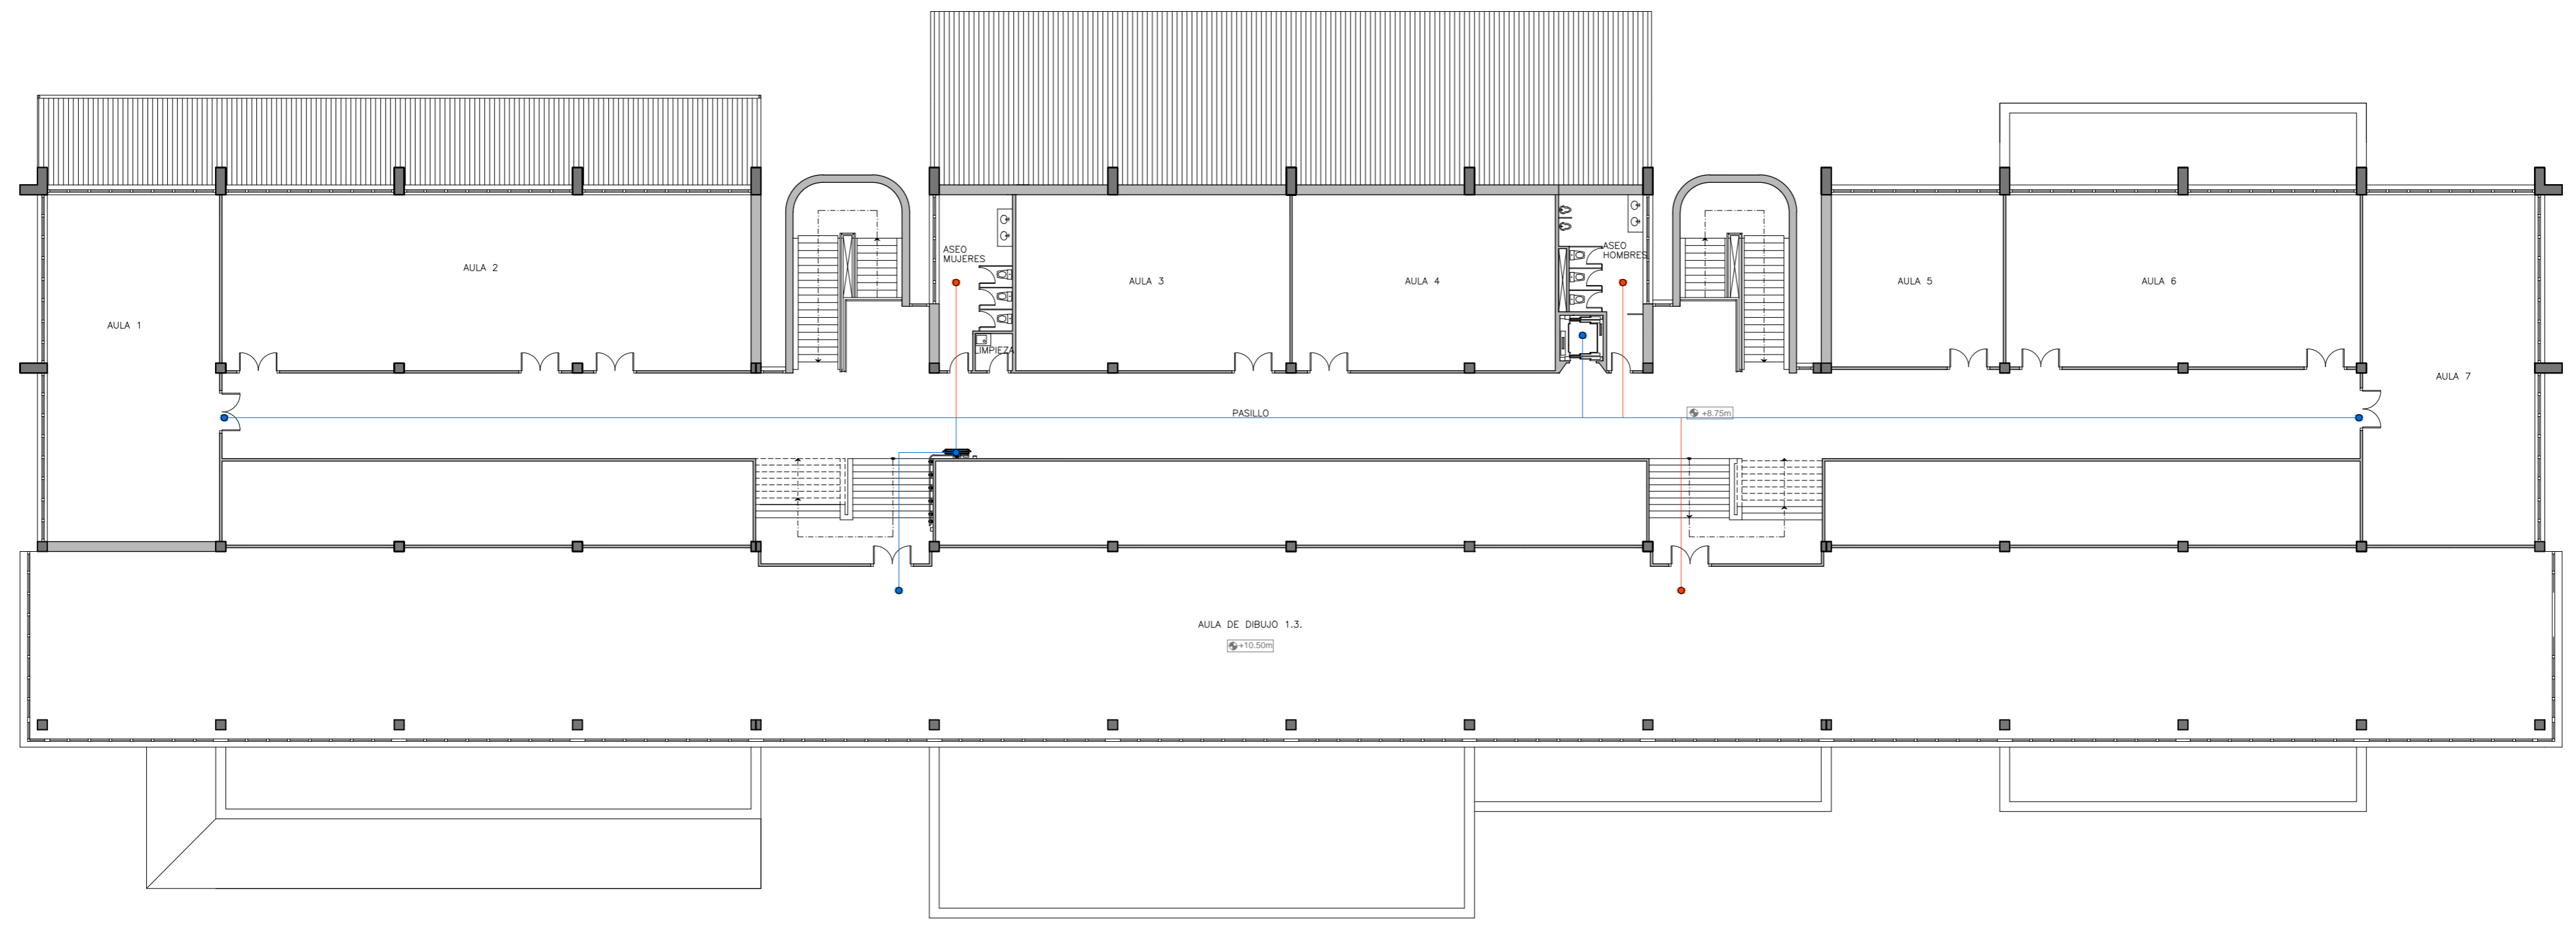 ASEO
MUJERES
ASEO
HOMBRES
AULA 2
AULA 3
AULA 4
AULA 5
AULA 6
AULA 1
LIMPIEZA
AULA 7
PASILLO
+8.75m
AULA DE DIBUJO 1.3.
+10.50m